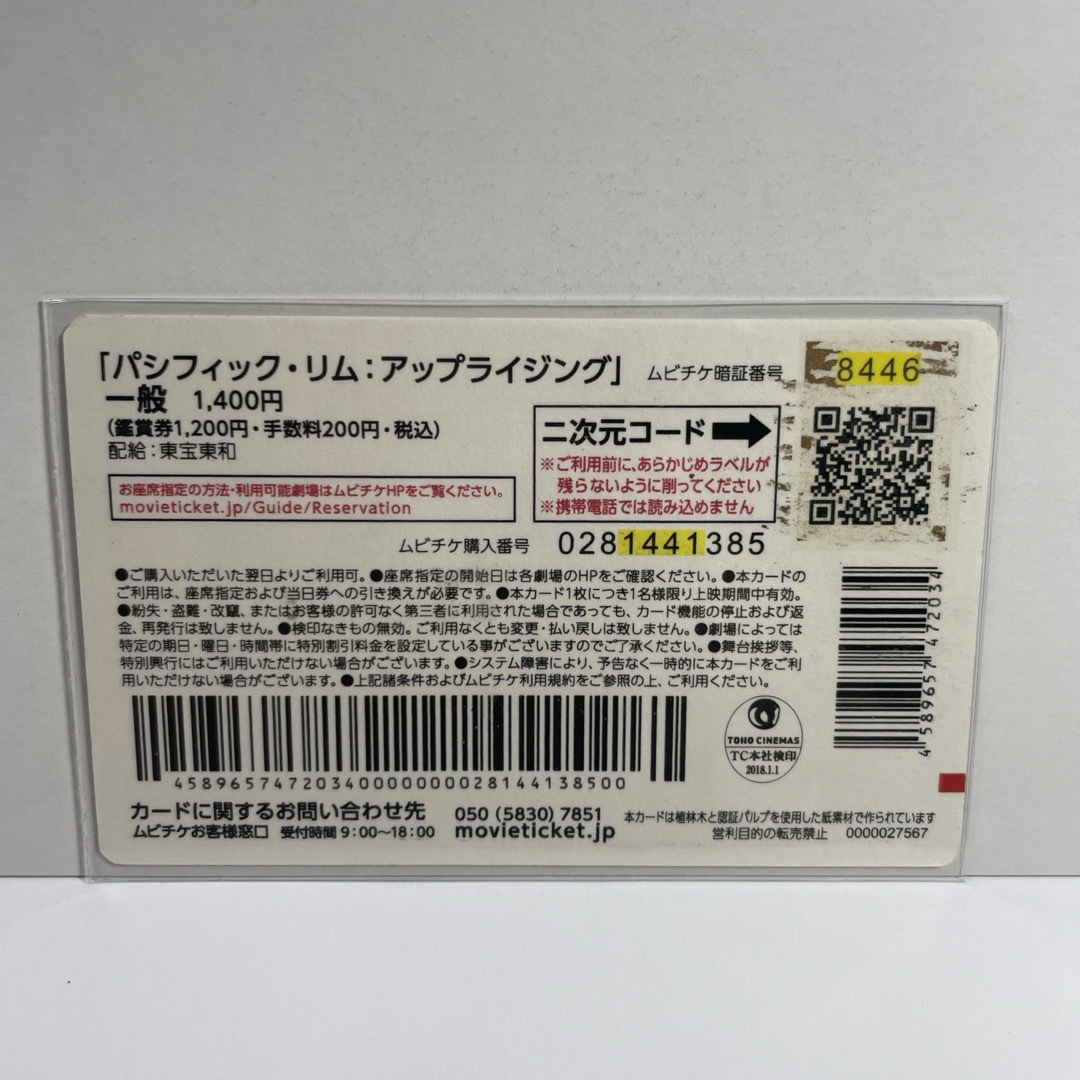 「パシフィック・リム：アップライジング」
ムビチケ暗証番号
8446
一般 1,400円
(鑑賞券1,200円・手数料200円・税込)
配給：東宝東和
お座席指定の方法・利用可能劇場はムビチケHPをご覧ください。
movieticket.jp/Guide/Reservation
二次元コード
※ご利用前に、あらかじめラベルが
残らないように削ってください
※携帯電話では読み込めません
ムビチケ購入番号 0281441385
●ご購入いただいた翌日よりご利用可。●座席指定の開始日は各劇場のHPをご確認ください。●本カードの
ご利用は、座席指定および当日券への引き換えが必要です。●本カード1枚につき1名様限り上映期間中有効。
●紛失・盗難・改竄、またはお客様の許可なく第三者に利用された場合であっても、カード機能の停止および返
金、再発行は致しません。●検印なきもの無効。ご利用なくとも変更・払い戻しは致しません。●劇場によっては
特定の期日・曜日・時間帯に特別割引料金を設定している事がございますのでご了承ください。●舞台挨拶等、
特別興行にはご利用いただけない場合がございます。●システム障害により、予告なく一時的に本カードをご利
用いただけない場合がございます。●上記諸条件およびムビチケ利用規約をご参照の上、ご利用ください。
4589657472034000000000028144138500
TOHO CINEMAS
TC本社検印
2018.1.1
4 589657 472034
カードに関するお問い合わせ先
ムビチケお客様窓口 受付時間 9：00〜18：00
050 (5830) 7851
movieticket.jp
本カードは植林木と認証パルプを使用した紙素材で作られています
営利目的の転売禁止 0000027567